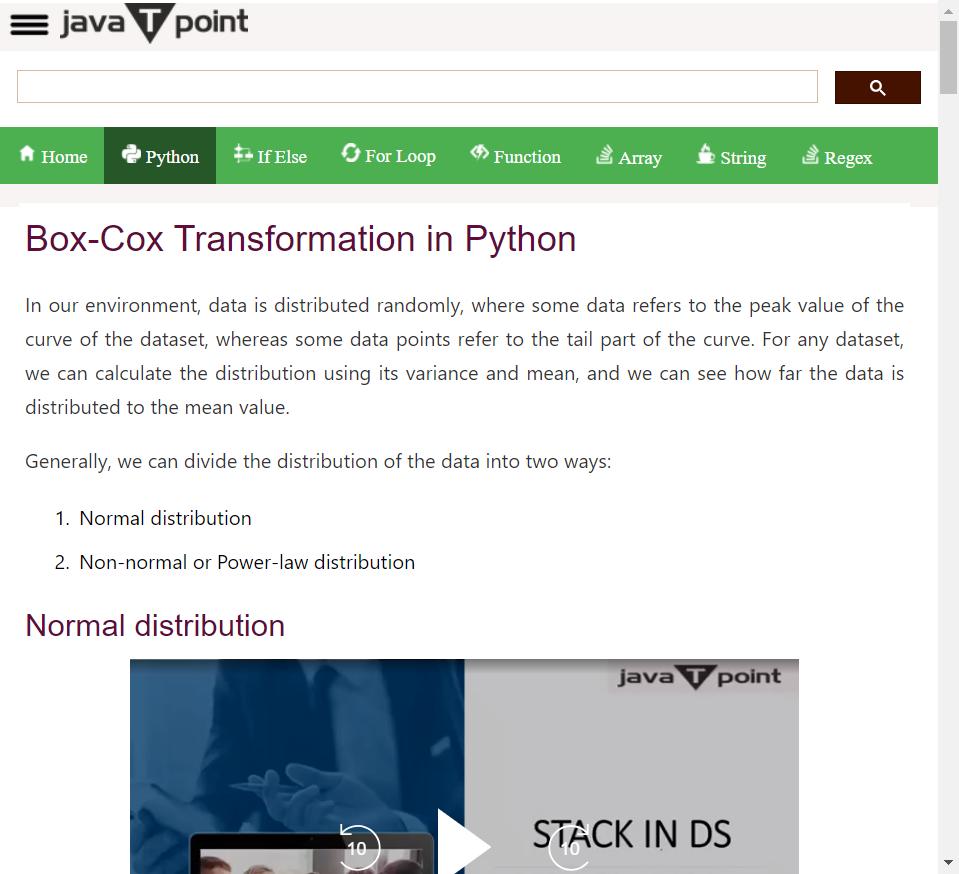 java T point
Home Python If Else For Loop Function Array String Regex
Box-Cox Transformation in Python
In our environment, data is distributed randomly, where some data refers to the peak value of the
curve of the dataset, whereas some data points refer to the tail part of the curve. For any dataset,
we can calculate the distribution using its variance and mean, and we can see how far the data is
distributed to the mean value.
Generally, we can divide the distribution of the data into two ways:
1. Normal distribution
2. Non-normal or Power-law distribution
Normal distribution
java T point
STACK IN DS
10 10